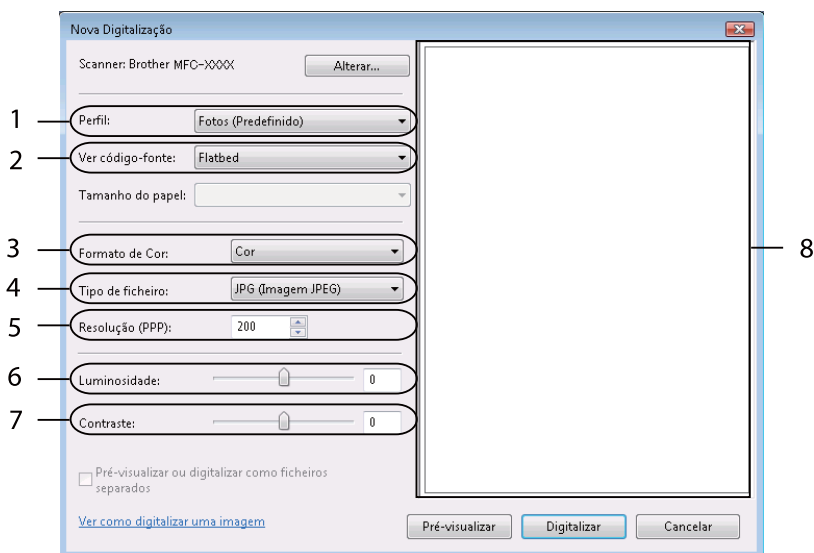 Nova Digitalização
Scanner: Brother MFC-XXXX
Alterar...
1
Perfil:
Fotos (Predefinido)
2
Ver código-fonte:
Flatbed
Tamanho do papel:
3
Formato de Cor:
Cor
4
Tipo de ficheiro:
JPG (Imagem JPEG)
5
Resolução (PPP):
200
6
Luminosidade:
0
7
Contraste:
0
8
Pré-visualizar ou digitalizar como ficheiros
separados
Ver como digitalizar uma imagem
Pré-visualizar
Digitalizar
Cancelar